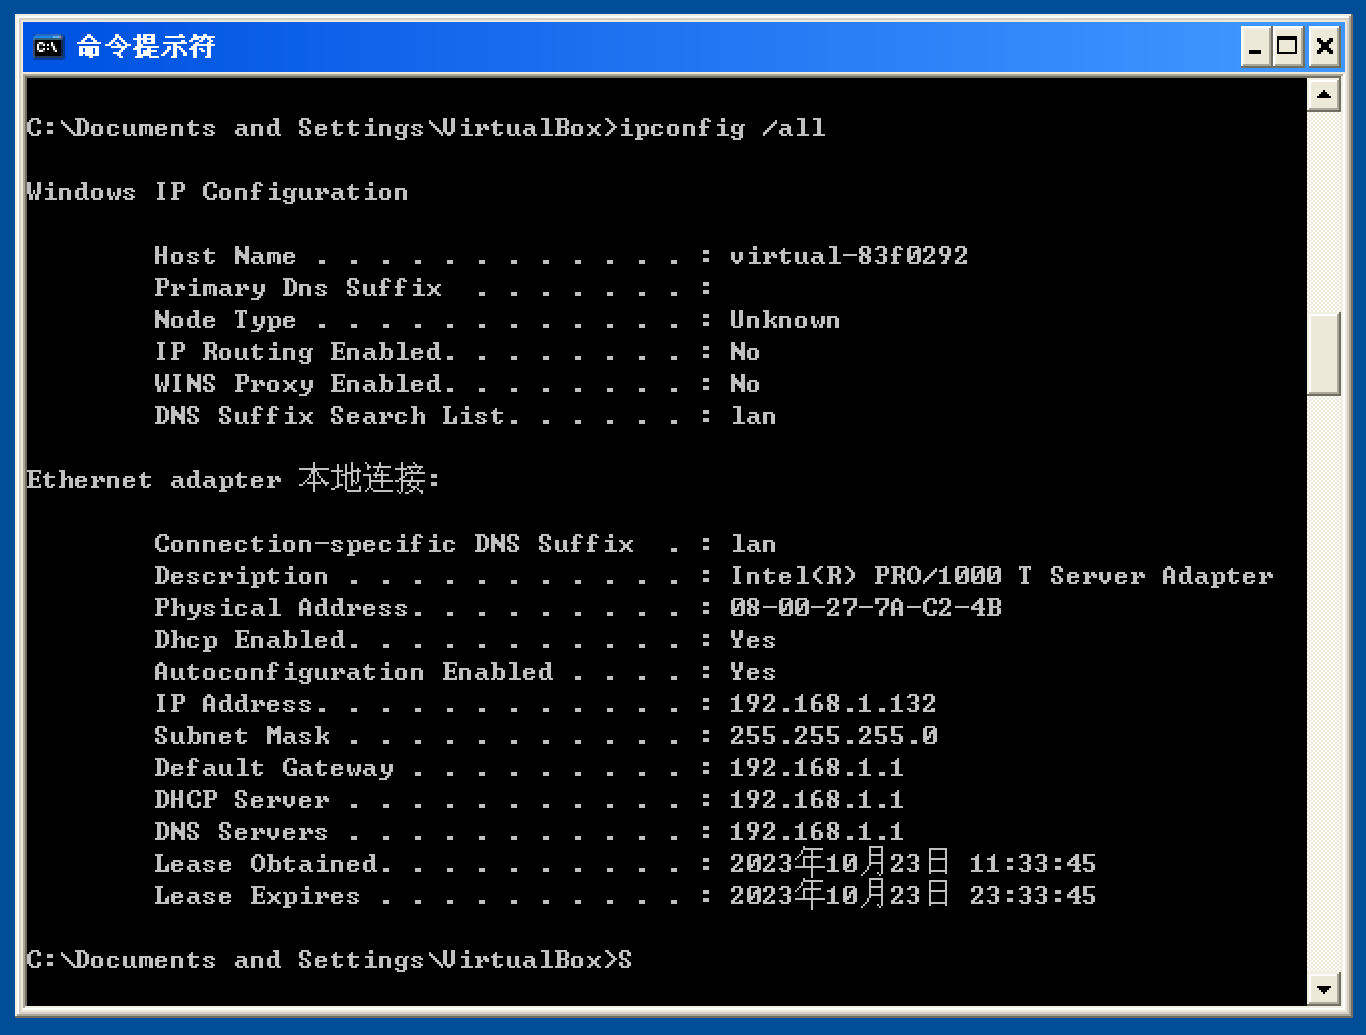 命令提示符
C:\Documents and Settings\VirtualBox>ipconfig /all
Windows IP Configuration
Host Name . . . . . . . . . . . . : virtual-83f0292
Primary Dns Suffix  . . . . . . . :
Node Type . . . . . . . . . . . . : Unknown
IP Routing Enabled. . . . . . . . : No
WINS Proxy Enabled. . . . . . . . : No
DNS Suffix Search List. . . . . . : lan
Ethernet adapter 本地连接:
Connection-specific DNS Suffix  . : lan
Description . . . . . . . . . . . : Intel(R) PRO/1000 T Server Adapter
Physical Address. . . . . . . . . : 08-00-27-7A-C2-4B
Dhcp Enabled. . . . . . . . . . . : Yes
Autoconfiguration Enabled . . . . : Yes
IP Address. . . . . . . . . . . . : 192.168.1.132
Subnet Mask . . . . . . . . . . . : 255.255.255.0
Default Gateway . . . . . . . . . : 192.168.1.1
DHCP Server . . . . . . . . . . . : 192.168.1.1
DNS Servers . . . . . . . . . . . : 192.168.1.1
Lease Obtained. . . . . . . . . . : 2023年10月23日 11:33:45
Lease Expires . . . . . . . . . . : 2023年10月23日 23:33:45
C:\Documents and Settings\VirtualBox>S